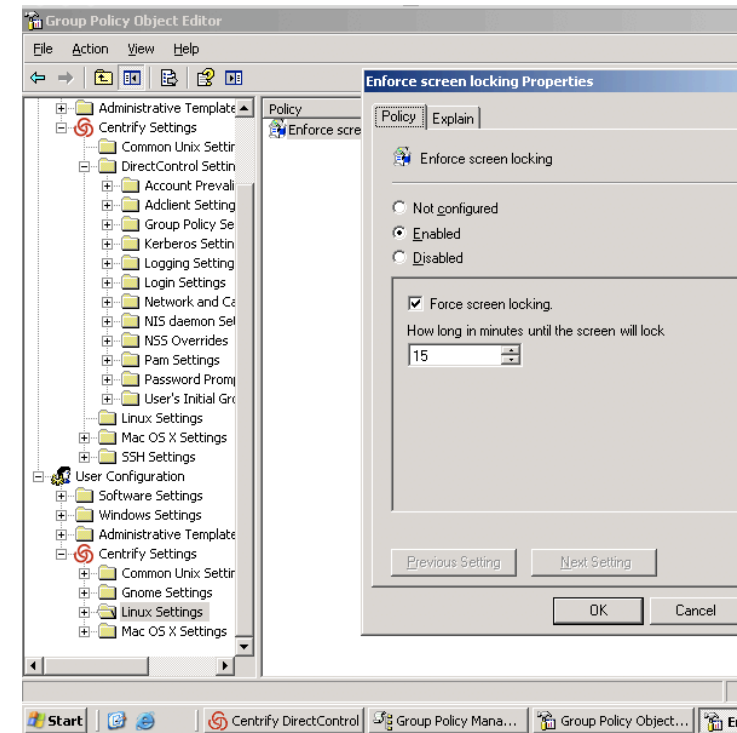 Group Policy Object Editor
File Action View Help
Administrative Template
Centrify Settings
Common Unix Settin
DirectControl Settin
Account Prevali
Adclient Setting
Group Policy Se
Kerberos Settin
Logging Setting
Login Settings
Network and Ca
NIS daemon Set
NSS Overrides
Pam Settings
Password Promp
User's Initial Gro
Linux Settings
Mac OS X Settings
SSH Settings
User Configuration
Software Settings
Windows Settings
Administrative Template
Centrify Settings
Common Unix Settin
Gnome Settings
Linux Settings
Mac OS X Settings
Policy
Enforce scre
Enforce screen locking Properties
Policy Explain
Enforce screen locking
Not configured
Enabled
Disabled
Force screen locking.
How long in minutes until the screen will lock
15
Previous Setting Next Setting
OK Cancel
Start Centrify DirectControl Group Policy Mana... Group Policy Object... En